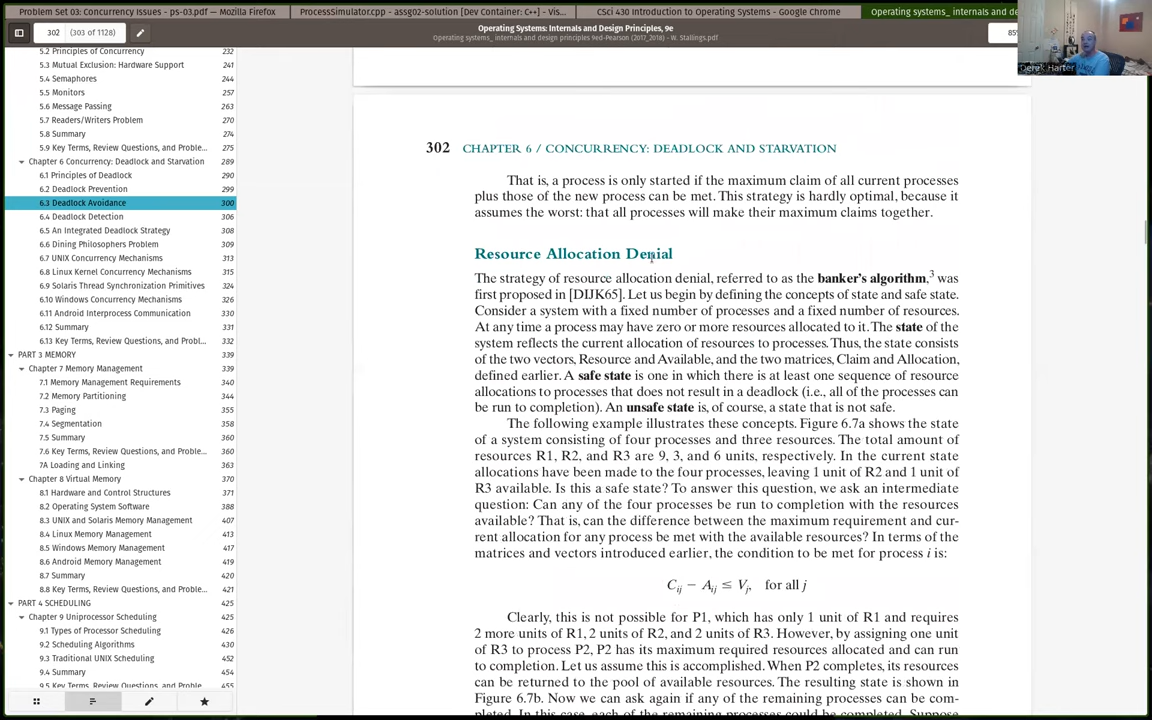 Problem Set 03: Concurrency Issues - ps-03.pdf — Mozilla Firefox
ProcessSimulator.cpp - assgg02-solution [Dev Container: C++] - Vis...
CSci 430 Introduction to Operating Systems - Google Chrome
Operating systems_ internals and de
302 (303 of 1128)
Operating Systems: Internals and Design Principles, 9e
Operating systems_ internals and design principles 9ed-Pearson (2017_2018) - W. Stallings.pdf
85%
Derek Harter
5.2 Principles of Concurrency 232
5.3 Mutual Exclusion: Hardware Support 241
5.4 Semaphores 244
5.5 Monitors 257
5.6 Message Passing 263
5.7 Readers/Writers Problem 270
5.8 Summary 274
5.9 Key Terms, Review Questions, and Proble... 275
Chapter 6 Concurrency: Deadlock and Starvation 289
6.1 Principles of Deadlock 290
6.2 Deadlock Prevention 299
6.3 Deadlock Avoidance 300
6.4 Deadlock Detection 306
6.5 An Integrated Deadlock Strategy 308
6.6 Dining Philosophers Problem 309
6.7 UNIX Concurrency Mechanisms 313
6.8 Linux Kernel Concurrency Mechanisms 315
6.9 Solaris Thread Synchronization Primitives 324
6.10 Windows Concurrency Mechanisms 326
6.11 Android Interprocess Communication 330
6.12 Summary 331
6.13 Key Terms, Review Questions, and Probl... 332
PART 3 MEMORY 339
Chapter 7 Memory Management 339
7.1 Memory Management Requirements 340
7.2 Memory Partitioning 344
7.3 Paging 355
7.4 Segmentation 358
7.5 Summary 360
7.6 Key Terms, Review Questions, and Proble... 360
7A Loading and Linking 363
Chapter 8 Virtual Memory 370
8.1 Hardware and Control Structures 371
8.2 Operating System Software 388
8.3 UNIX and Solaris Memory Management 407
8.4 Linux Memory Management 413
8.5 Windows Memory Management 417
8.6 Android Memory Management 419
8.7 Summary 420
8.8 Key Terms, Review Questions, and Proble... 421
PART 4 SCHEDULING 425
Chapter 9 Uniprocessor Scheduling 425
9.1 Types of Processor Scheduling 426
9.2 Scheduling Algorithms 430
9.3 Traditional UNIX Scheduling 452
9.4 Summary 454
9.5 Key Terms, Review Questions, and Proble... 455
302 CHAPTER 6 / CONCURRENCY: DEADLOCK AND STARVATION
That is, a process is only started if the maximum claim of all current processes
plus those of the new process can be met. This strategy is hardly optimal, because it
assumes the worst: that all processes will make their maximum claims together.
Resource Allocation Denial
The strategy of resource allocation denial, referred to as the banker's algorithm,³ was
first proposed in [DIJK65]. Let us begin by defining the concepts of state and safe state.
Consider a system with a fixed number of processes and a fixed number of resources.
At any time a process may have zero or more resources allocated to it. The state of the
system reflects the current allocation of resources to processes. Thus, the state consists
of the two vectors, Resource and Available, and the two matrices, Claim and Allocation,
defined earlier. A safe state is one in which there is at least one sequence of resource
allocations to processes that does not result in a deadlock (i.e., all of the processes can
be run to completion). An unsafe state is, of course, a state that is not safe.
The following example illustrates these concepts. Figure 6.7a shows the state
of a system consisting of four processes and three resources. The total amount of
resources R1, R2, and R3 are 9, 3, and 6 units, respectively. In the current state
allocations have been made to the four processes, leaving 1 unit of R2 and 1 unit of
R3 available. Is this a safe state? To answer this question, we ask an intermediate
question: Can any of the four processes be run to completion with the resources
available? That is, can the difference between the maximum requirement and cur-
rent allocation for any process be met with the available resources? In terms of the
matrices and vectors introduced earlier, the condition to be met for process i is:
Cij − Aij ≤ Vj, for all j
Clearly, this is not possible for P1, which has only 1 unit of R1 and requires
2 more units of R1, 2 units of R2, and 2 units of R3. However, by assigning one unit
of R3 to process P2, P2 has its maximum required resources allocated and can run
to completion. Let us assume this is accomplished. When P2 completes, its resources
can be returned to the pool of available resources. The resulting state is shown in
Figure 6.7b. Now we can ask again if any of the remaining processes can be com-
pleted. In this case, each of the remaining processes could be completed. Suppose